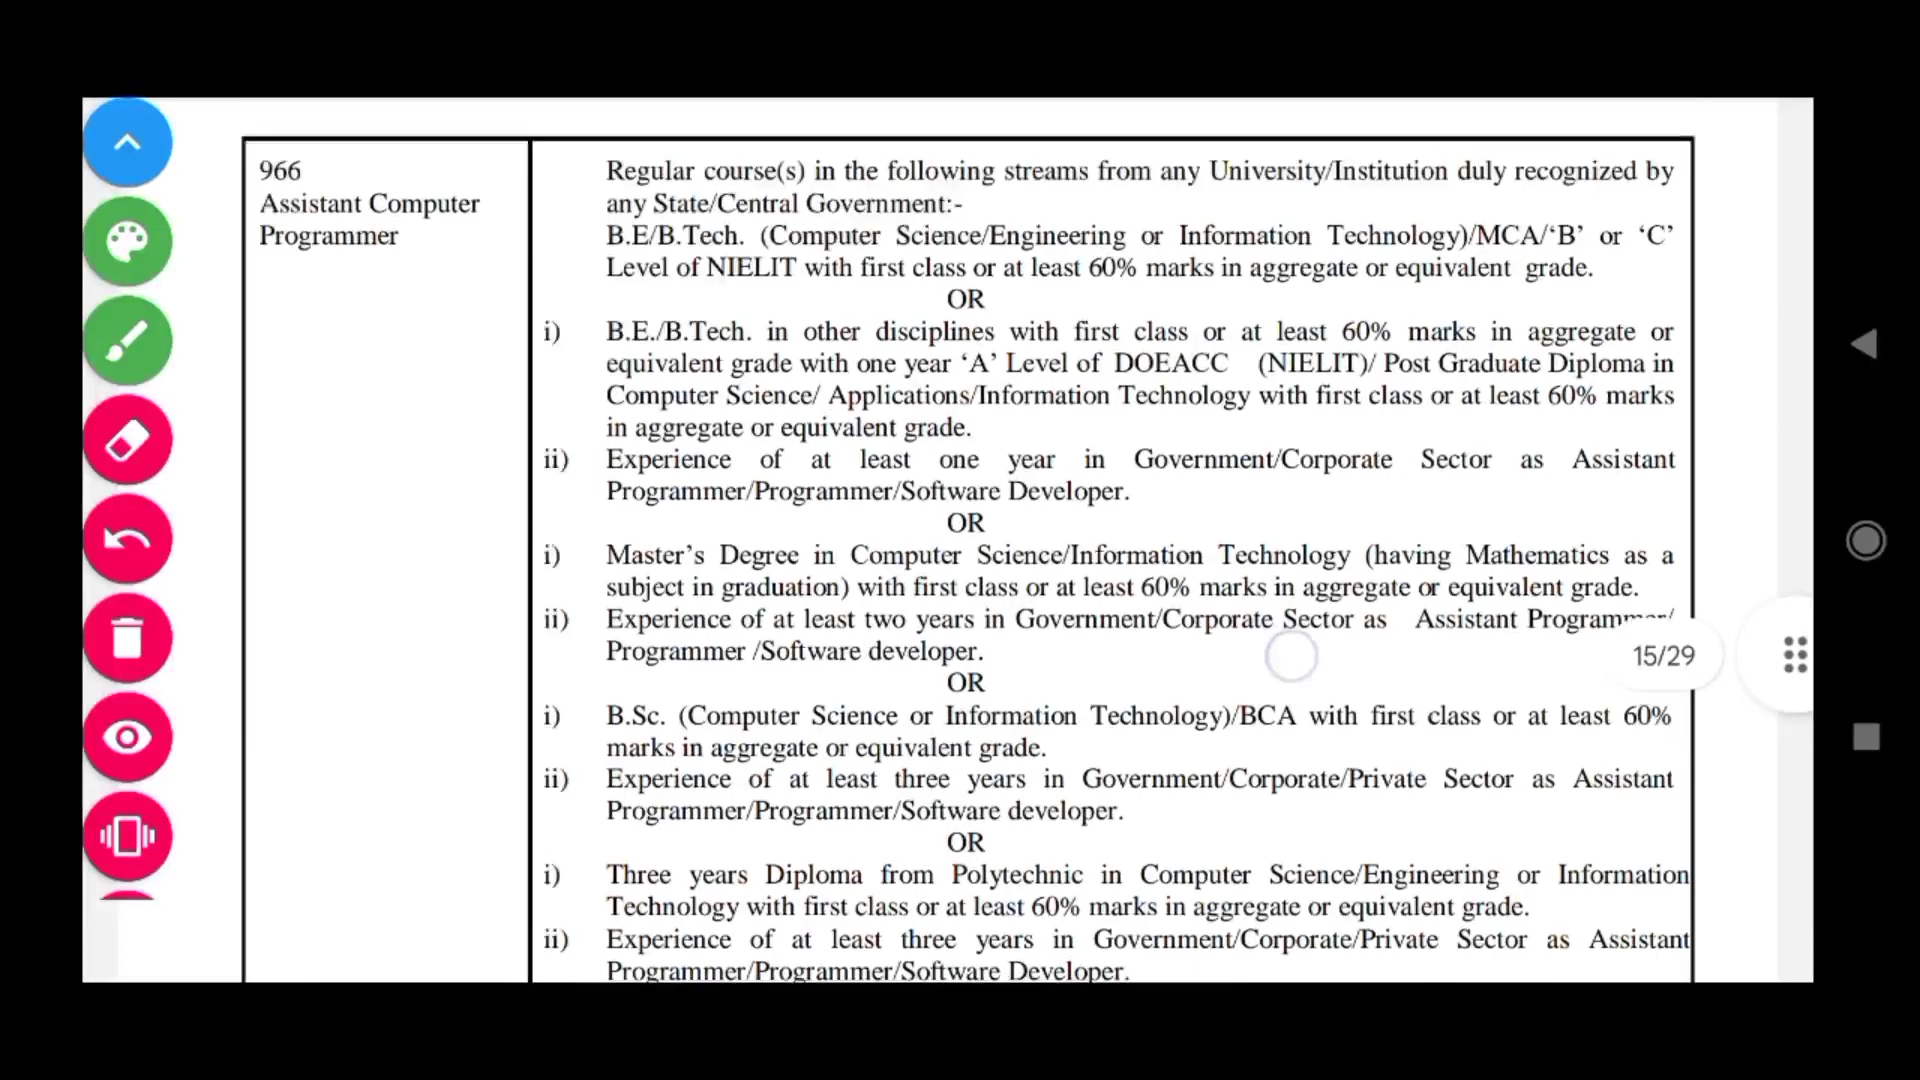 966
Assistant Computer
Programmer
Regular course(s) in the following streams from any University/Institution duly recognized by
any State/Central Government:-
B.E/B.Tech. (Computer Science/Engineering or Information Technology)/MCA/‘B’ or ‘C’
Level of NIELIT with first class or at least 60% marks in aggregate or equivalent grade.
OR
i) B.E./B.Tech. in other disciplines with first class or at least 60% marks in aggregate or
equivalent grade with one year ‘A’ Level of DOEACC (NIELIT)/ Post Graduate Diploma in
Computer Science/ Applications/Information Technology with first class or at least 60% marks
in aggregate or equivalent grade.
ii) Experience of at least one year in Government/Corporate Sector as Assistant
Programmer/Programmer/Software Developer.
OR
i) Master’s Degree in Computer Science/Information Technology (having Mathematics as a
subject in graduation) with first class or at least 60% marks in aggregate or equivalent grade.
ii) Experience of at least two years in Government/Corporate Sector as Assistant Programmer/
Programmer /Software developer.
15/29
OR
i) B.Sc. (Computer Science or Information Technology)/BCA with first class or at least 60%
marks in aggregate or equivalent grade.
ii) Experience of at least three years in Government/Corporate/Private Sector as Assistant
Programmer/Programmer/Software developer.
OR
i) Three years Diploma from Polytechnic in Computer Science/Engineering or Information
Technology with first class or at least 60% marks in aggregate or equivalent grade.
ii) Experience of at least three years in Government/Corporate/Private Sector as Assistant
Programmer/Programmer/Software Developer.